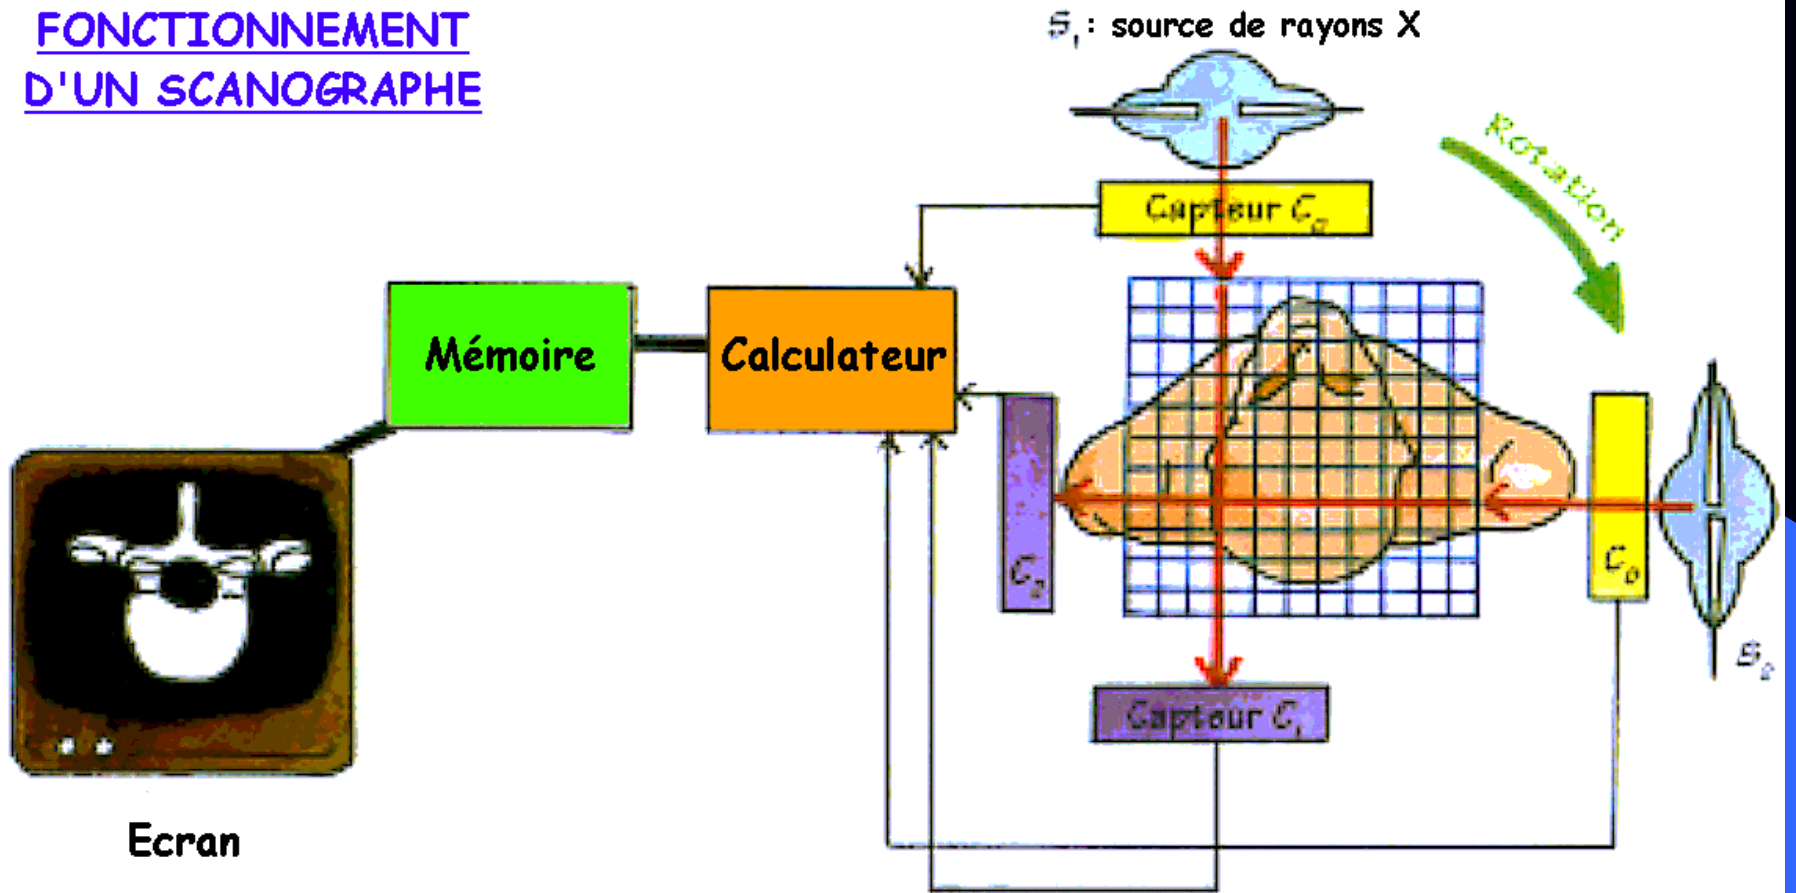 FONCTIONNEMENT
D'UN SCANOGRAPHE
S₁ : source de rayons X
Rotation
Capteur C₀
Mémoire
Calculateur
C₂
C₀
S₂
Capteur C₁
Ecran